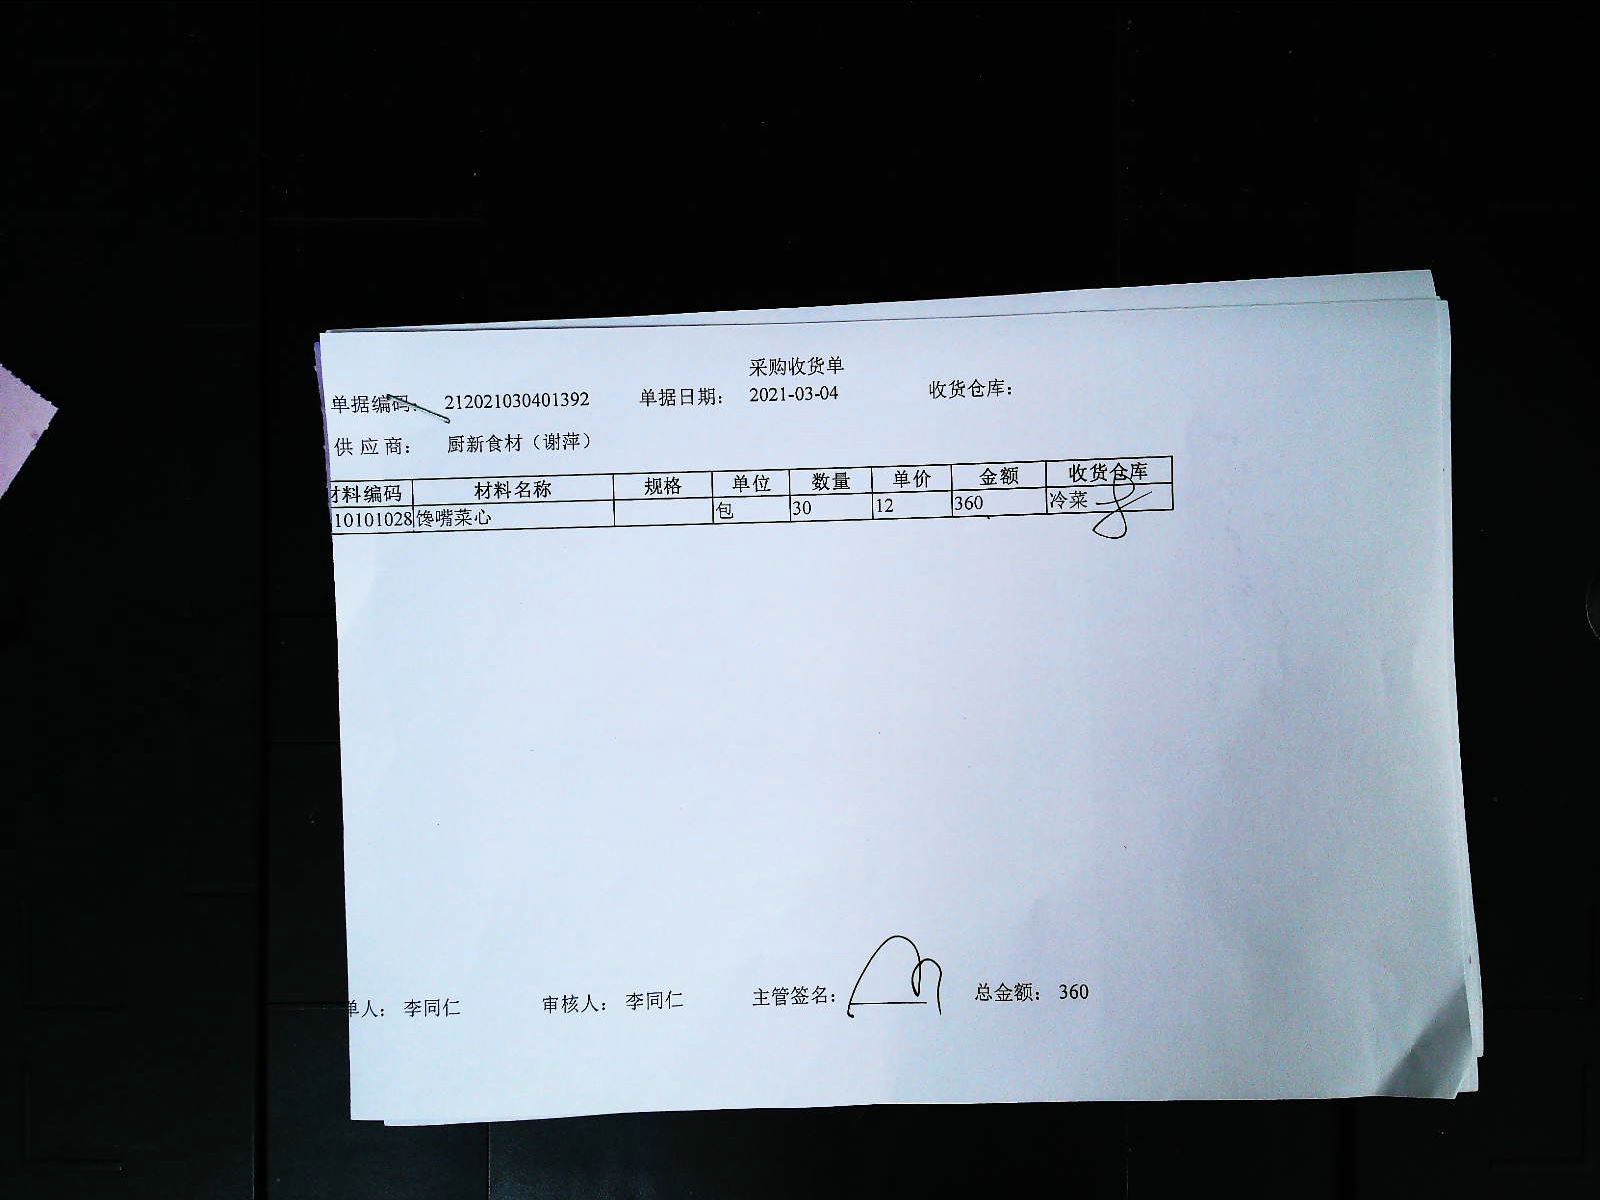 采购收货单
单据编码： 212021030401392 单据日期： 2021-03-04 收货仓库：
供应商： 厨新食材（谢萍）
材料编码 材料名称 规格 单位 数量 单价 金额 收货仓库
10101028 馋嘴菜心 包 30 12 360 冷菜
单人： 李同仁 审核人： 李同仁 主管签名： 总金额： 360